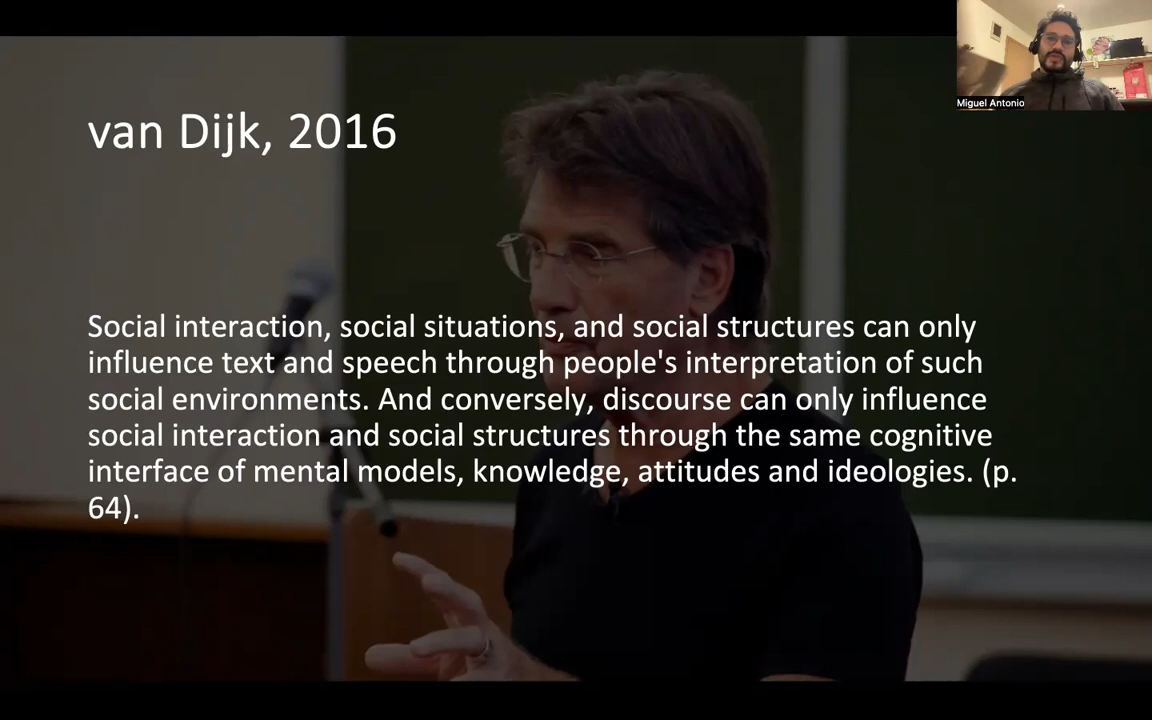 Miguel Antonio
van Dijk, 2016
Social interaction, social situations, and social structures can only
influence text and speech through people's interpretation of such
social environments. And conversely, discourse can only influence
social interaction and social structures through the same cognitive
interface of mental models, knowledge, attitudes and ideologies. (p.
64).